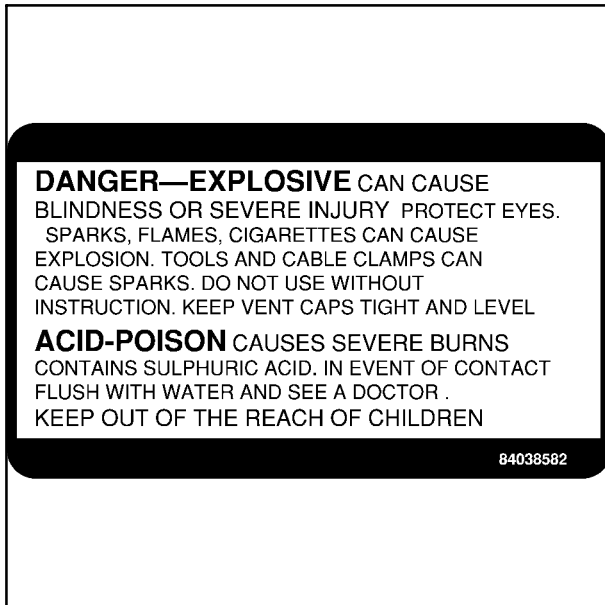 DANGER—EXPLOSIVE CAN CAUSE
BLINDNESS OR SEVERE INJURY PROTECT EYES.
SPARKS, FLAMES, CIGARETTES CAN CAUSE
EXPLOSION. TOOLS AND CABLE CLAMPS CAN
CAUSE SPARKS. DO NOT USE WITHOUT
INSTRUCTION. KEEP VENT CAPS TIGHT AND LEVEL
ACID-POISON CAUSES SEVERE BURNS
CONTAINS SULPHURIC ACID. IN EVENT OF CONTACT
FLUSH WITH WATER AND SEE A DOCTOR .
KEEP OUT OF THE REACH OF CHILDREN
84038582